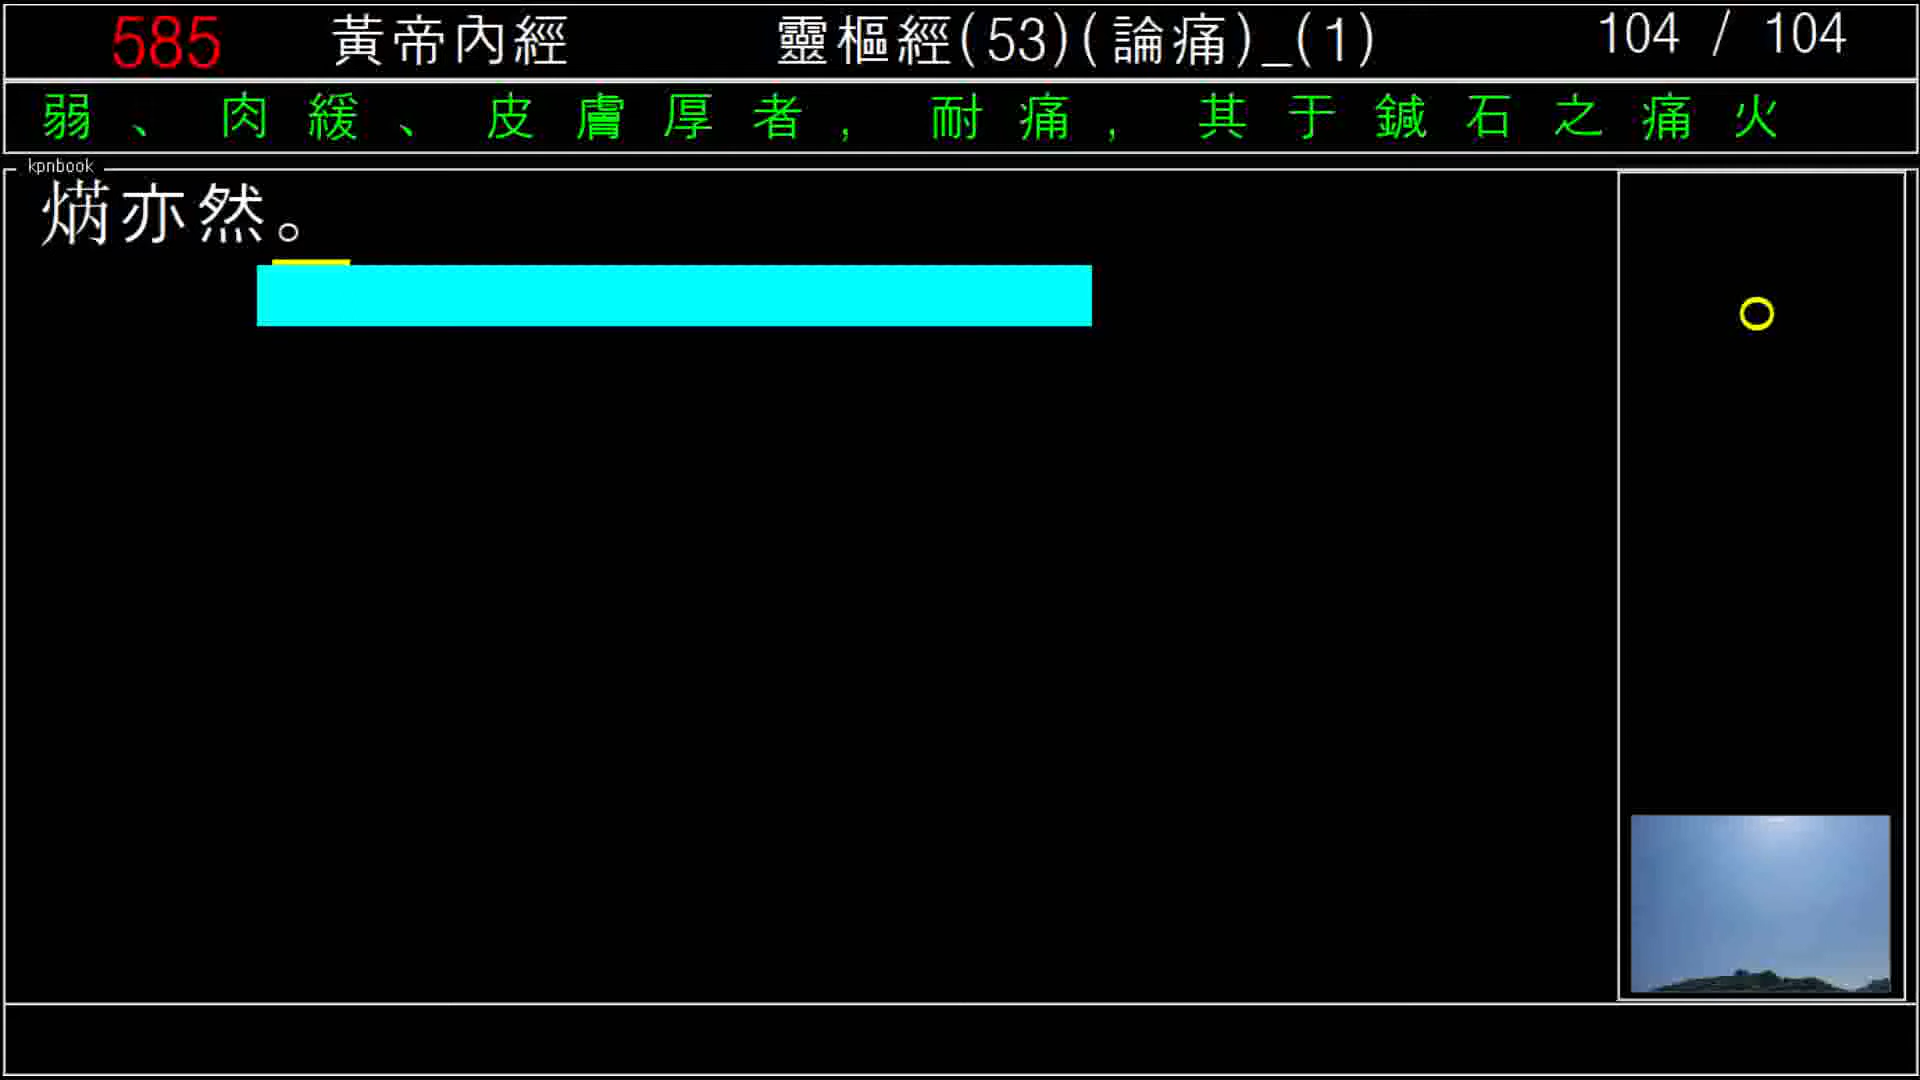 585 黃帝內經 靈樞經(53)(論痛)_(1) 104 / 104
弱、肉緩、皮膚厚者,耐痛,其于鍼石之痛火
kpnbook
焫亦然。